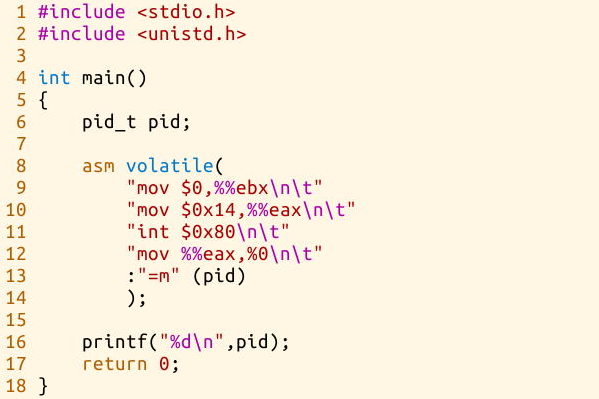 1 #include <stdio.h>
2 #include <unistd.h>
3
4 int main()
5 {
6     pid_t pid;
7
8     asm volatile(
9         "mov $0,%%ebx\n\t"
10         "mov $0x14,%%eax\n\t"
11         "int $0x80\n\t"
12         "mov %%eax,%0\n\t"
13         :"=m" (pid)
14         );
15
16     printf("%d\n",pid);
17     return 0;
18 }